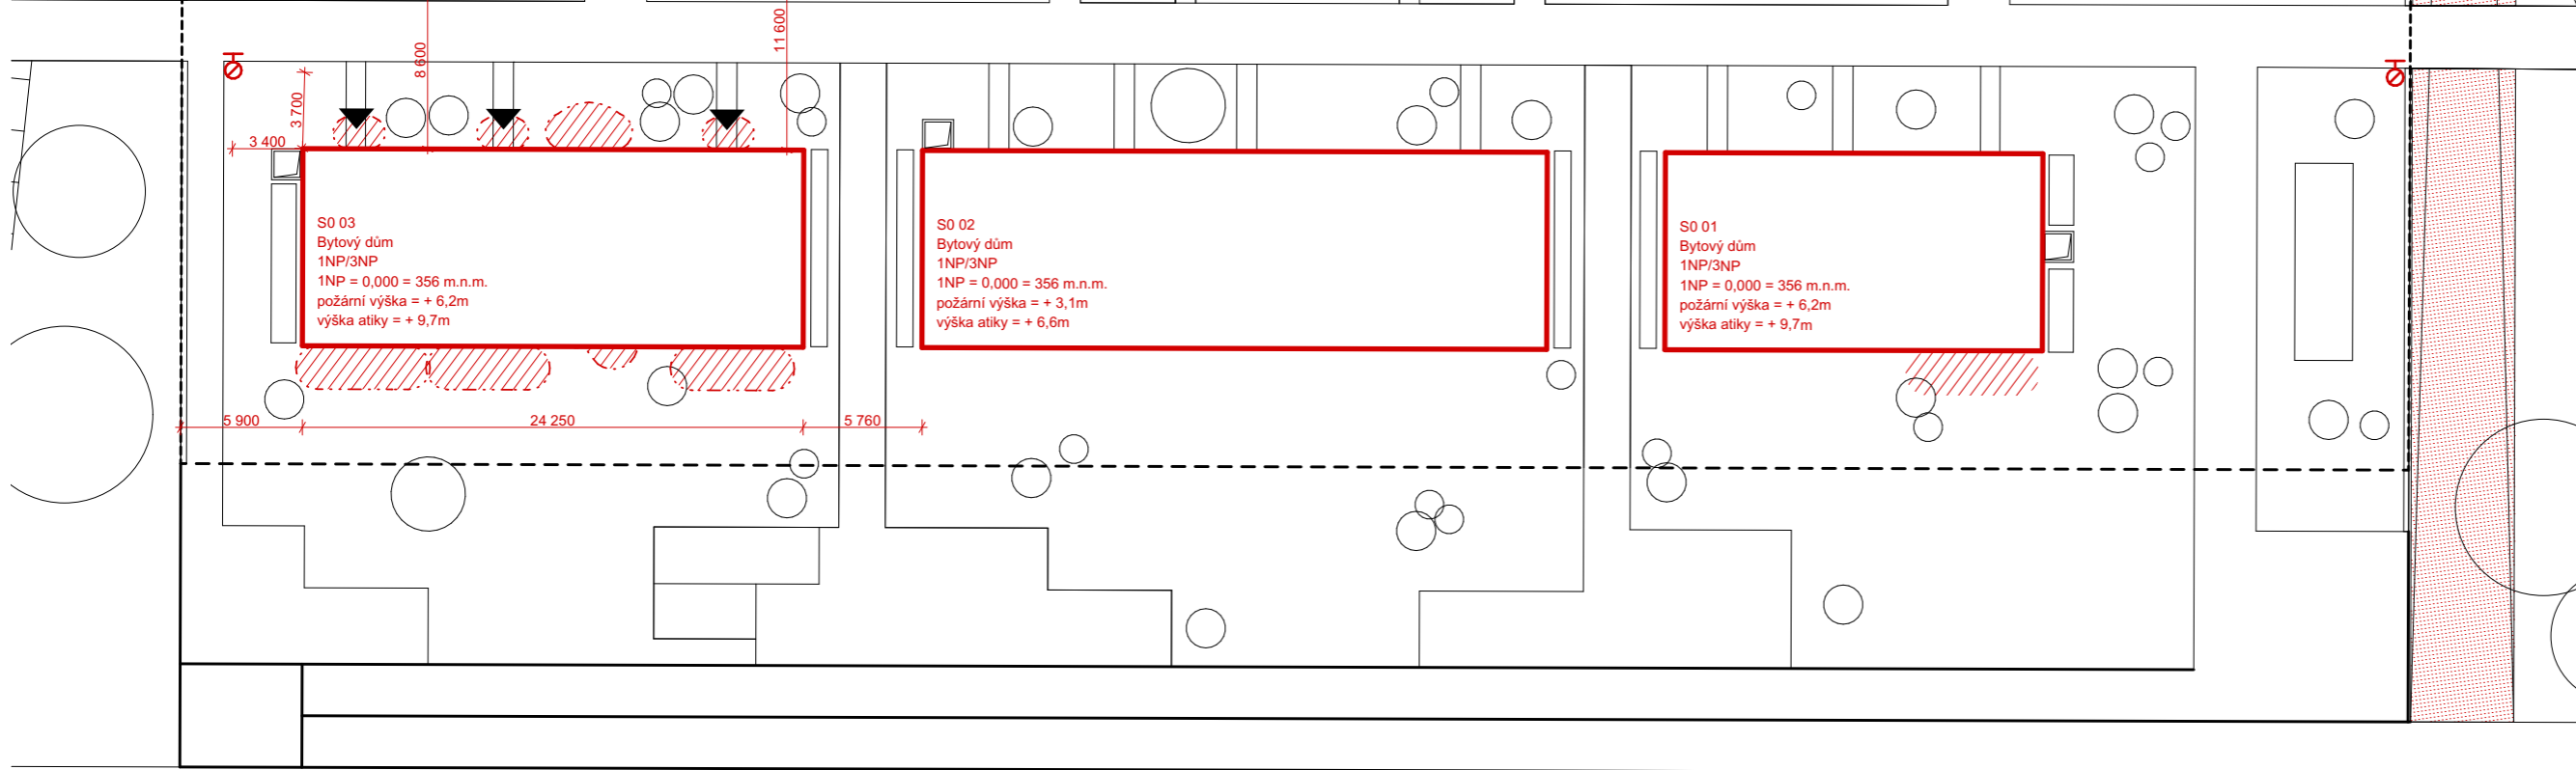 8 600
11 600
3 700
3 400
S0 03
Bytový dům
1NP/3NP
1NP = 0,000 = 356 m.n.m.
požární výška = + 6,2m
výška atiky = + 9,7m
S0 02
Bytový dům
1NP/3NP
1NP = 0,000 = 356 m.n.m.
požární výška = + 3,1m
výška atiky = + 6,6m
S0 01
Bytový dům
1NP/3NP
1NP = 0,000 = 356 m.n.m.
požární výška = + 6,2m
výška atiky = + 9,7m
5 900
24 250
5 760